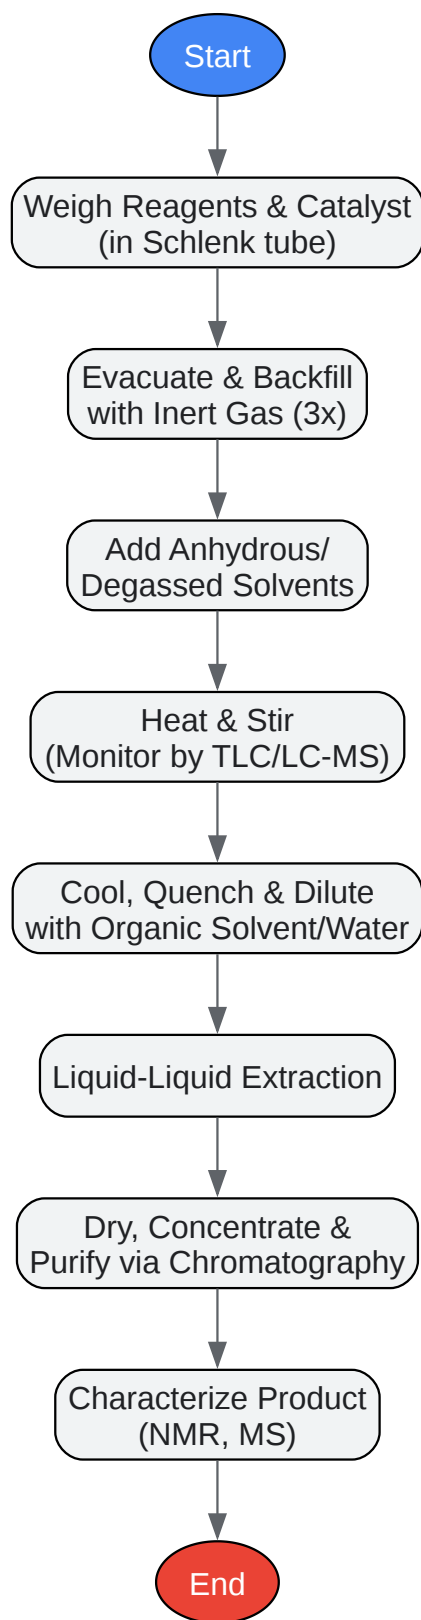 Start
Weigh Reagents & Catalyst
(in Schlenk tube)
Evacuate & Backfill
with Inert Gas (3x)
Add Anhydrous/
Degassed Solvents
Heat & Stir
(Monitor by TLC/LC-MS)
Cool, Quench & Dilute
with Organic Solvent/Water
Liquid-Liquid Extraction
Dry, Concentrate &
Purify via Chromatography
Characterize Product
(NMR, MS)
End